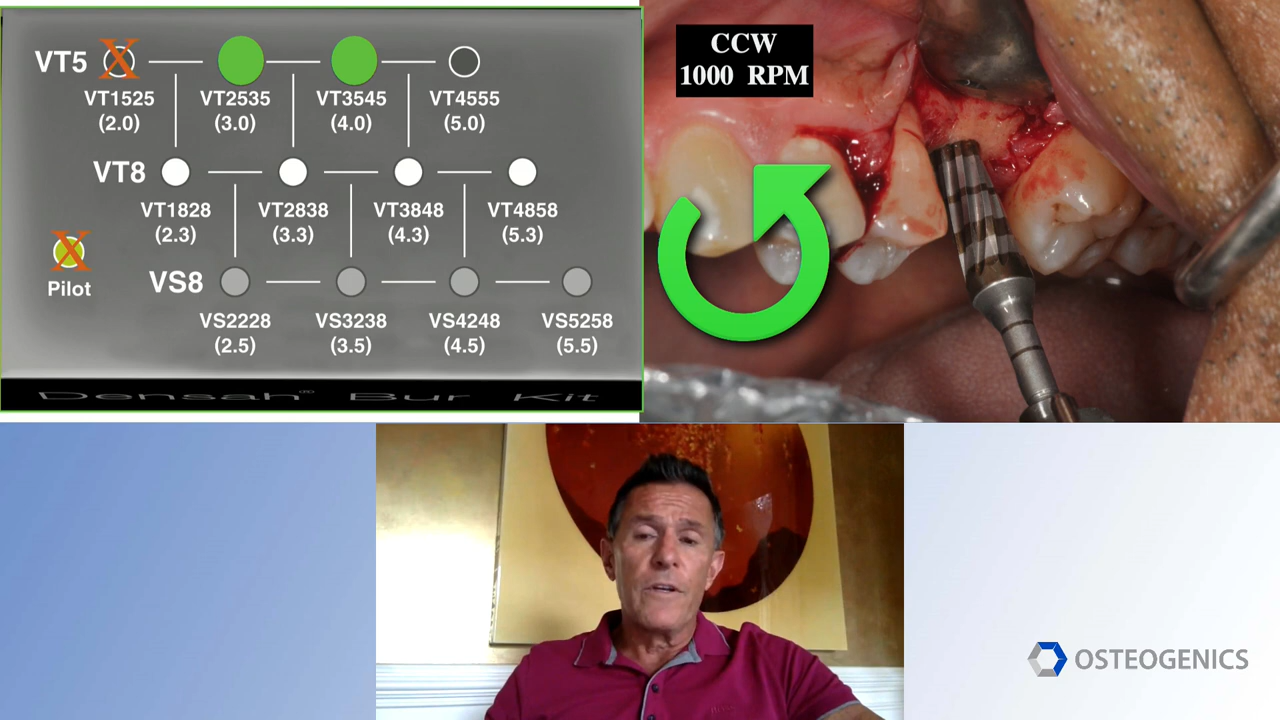 VT5
VT1525 VT2535 VT3545 VT4555
(2.0) (3.0) (4.0) (5.0)
VT8
VT1828 VT2838 VT3848 VT4858
(2.3) (3.3) (4.3) (5.3)
Pilot
VS8
VS2228 VS3238 VS4248 VS5258
(2.5) (3.5) (4.5) (5.5)
Densah® Bur Kit
CCW
1000 RPM
OSTEOGENICS